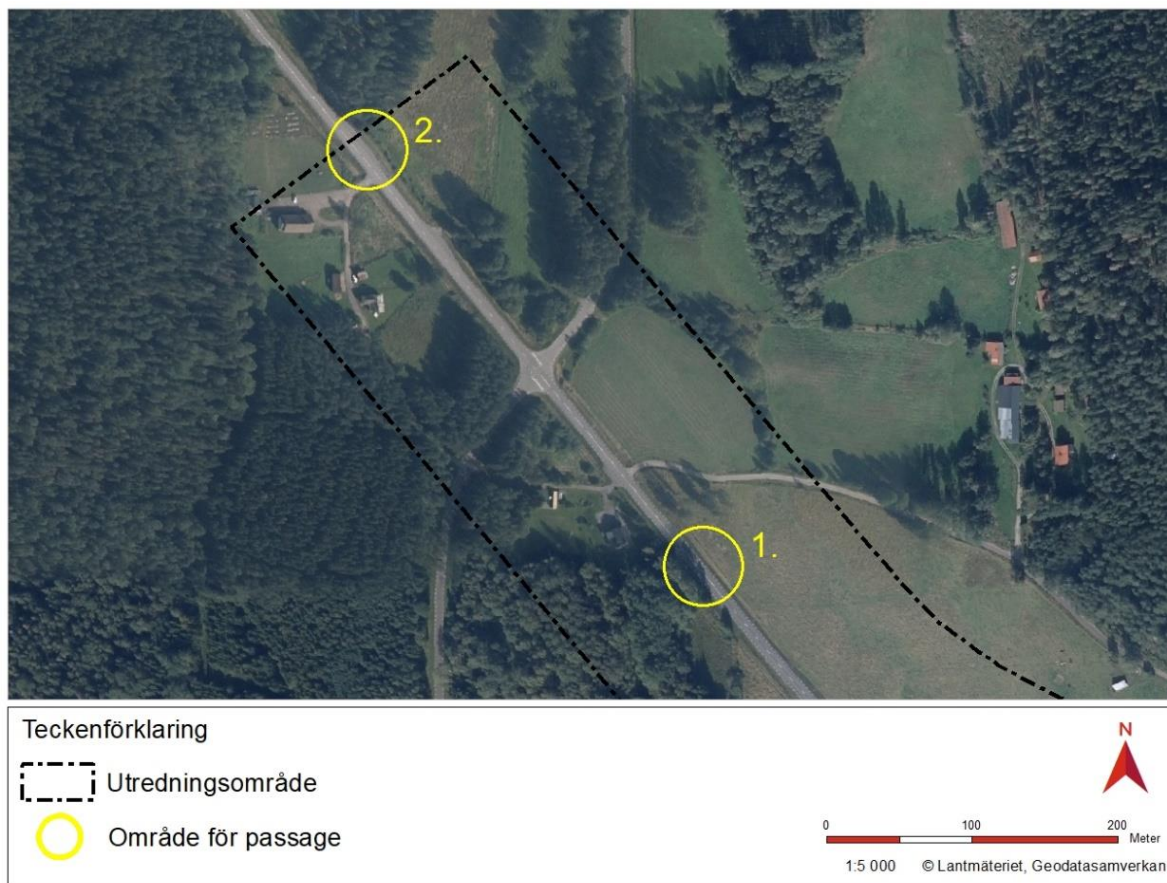 2.
1.
Teckenförklaring
Utredningsområde
Område för passage
N
0 100 200
Meter
1:5 000 © Lantmäteriet, Geodatasamverkan